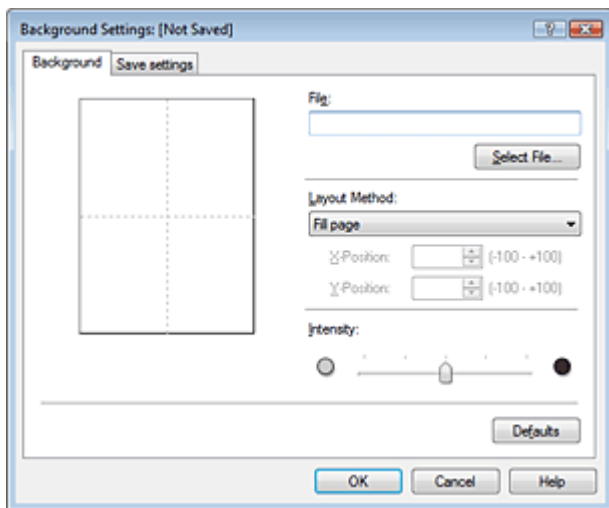 Background Settings: [Not Saved]
Background
Save settings
File:
Select File...
Layout Method:
Fill page
X-Position: (-100 - +100)
Y-Position: (-100 - +100)
Intensity:
Defaults
OK Cancel Help